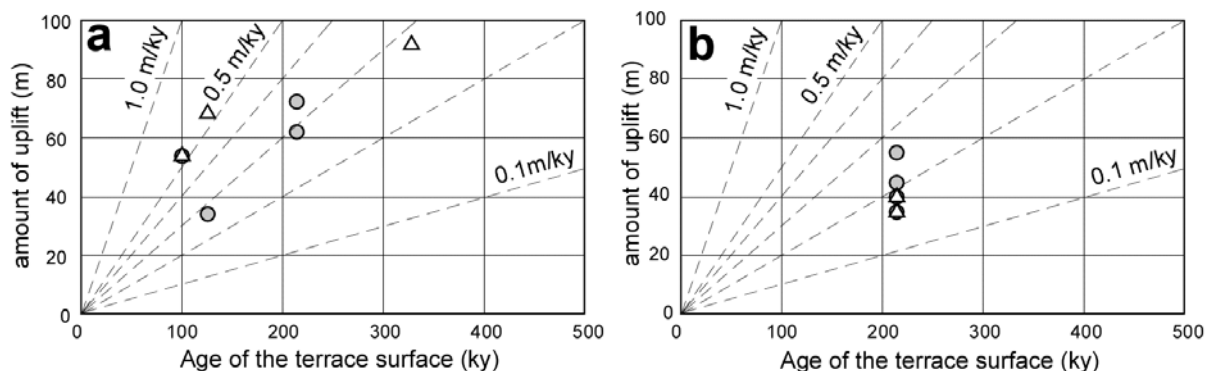 a
100
80
60
40
20
0
amount of uplift (m)
1.0 m/ky
0.5 m/ky
0.1m/ky
0 100 200 300 400 500
Age of the terrace surface (ky)
b
100
80
60
40
20
0
amount of uplift (m)
1.0 m/ky
0.5 m/ky
0.1 m/ky
0 100 200 300 400 500
Age of the terrace surface (ky)